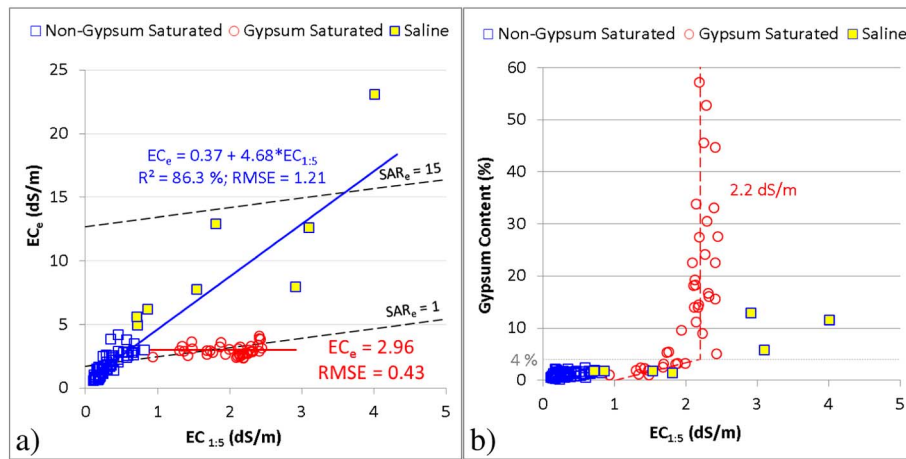 Non-Gypsum Saturated Gypsum Saturated Saline
25
20
15
10
5
0
ECe (dS/m)
ECe = 0.37 + 4.68*EC1:5
R² = 86.3 %; RMSE = 1.21
SARe = 15
SARe = 1
ECe = 2.96
RMSE = 0.43
0 1 2 3 4 5
EC 1:5 (dS/m)
a)
Non-Gypsum Saturated Gypsum Saturated Saline
60
50
40
30
20
10
0
Gypsum Content (%)
2.2 dS/m
4 %
0 1 2 3 4 5
EC1:5 (dS/m)
b)